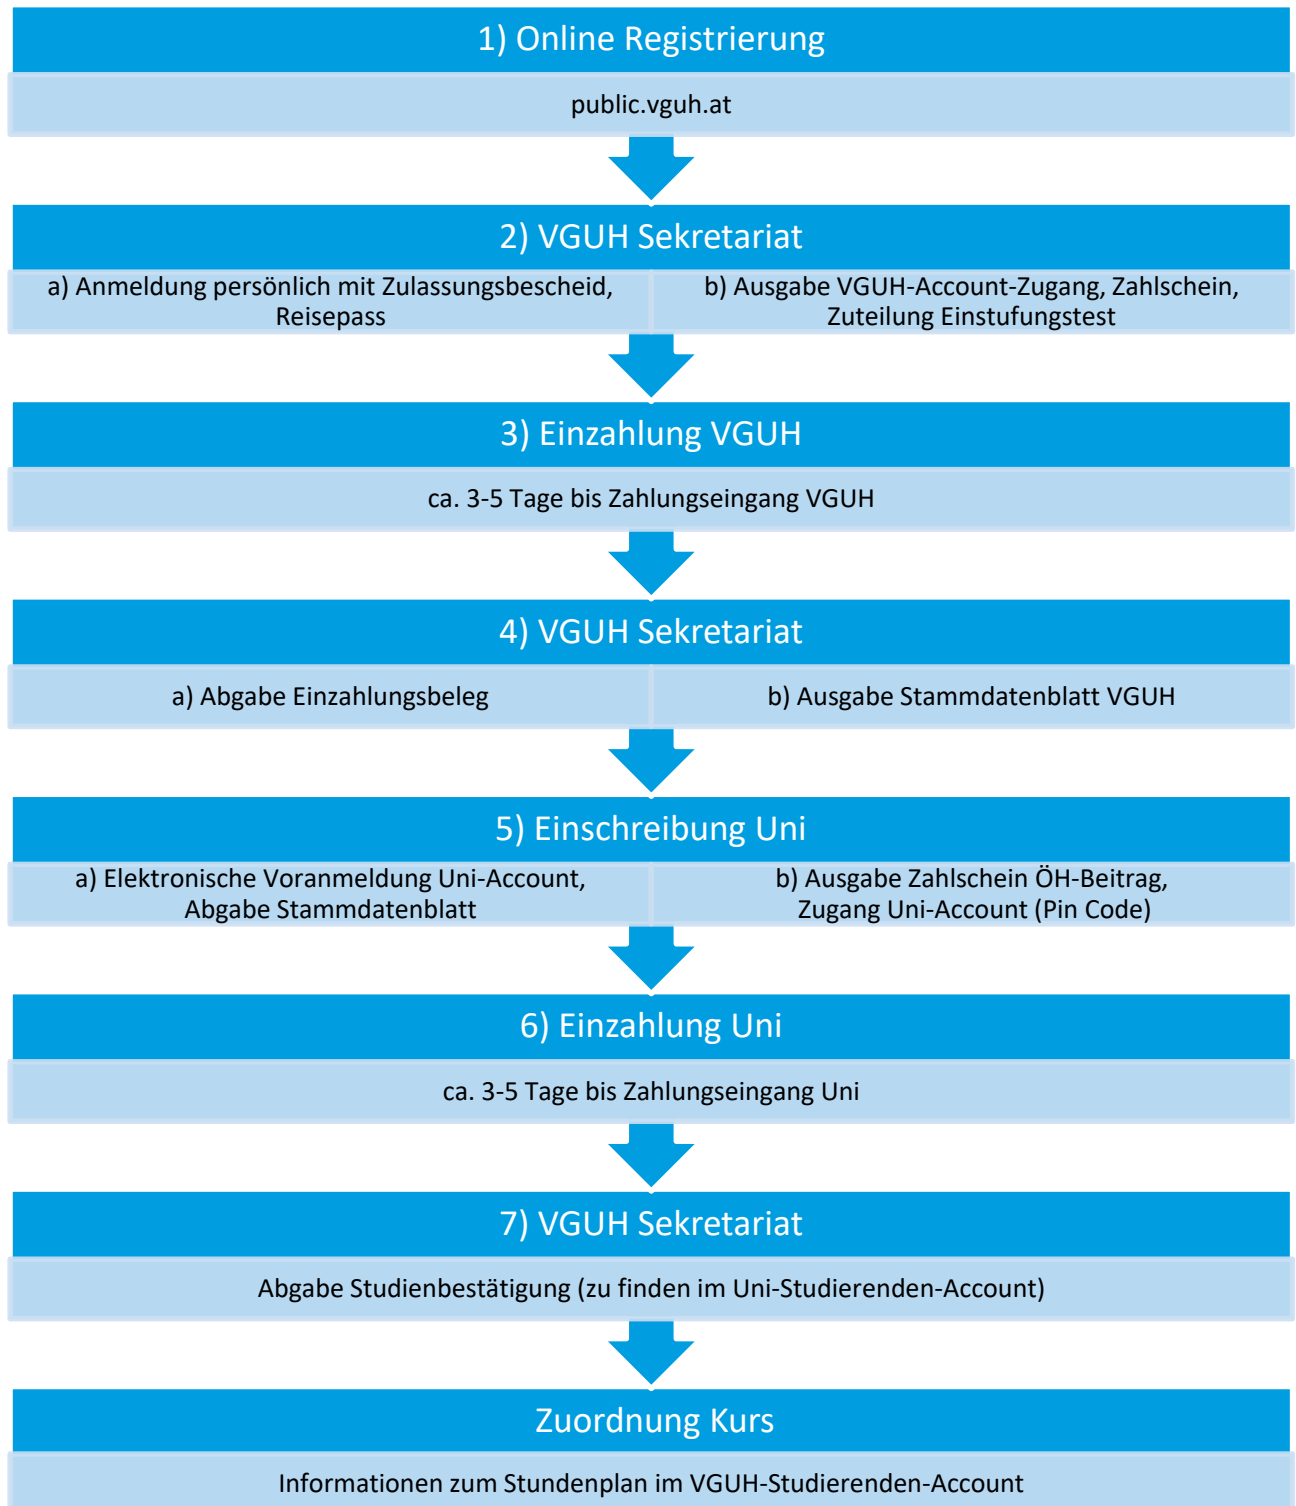 1) Online Registrierung
public.vguh.at
2) VGUH Sekretariat
a) Anmeldung persönlich mit Zulassungsbescheid,
Reisepass
b) Ausgabe VGUH-Account-Zugang, Zahlschein,
Zuteilung Einstufungstest
3) Einzahlung VGUH
ca. 3-5 Tage bis Zahlungseingang VGUH
4) VGUH Sekretariat
a) Abgabe Einzahlungsbeleg
b) Ausgabe Stammdatenblatt VGUH
5) Einschreibung Uni
a) Elektronische Voranmeldung Uni-Account,
Abgabe Stammdatenblatt
b) Ausgabe Zahlschein ÖH-Beitrag,
Zugang Uni-Account (Pin Code)
6) Einzahlung Uni
ca. 3-5 Tage bis Zahlungseingang Uni
7) VGUH Sekretariat
Abgabe Studienbestätigung (zu finden im Uni-Studierenden-Account)
Zuordnung Kurs
Informationen zum Stundenplan im VGUH-Studierenden-Account